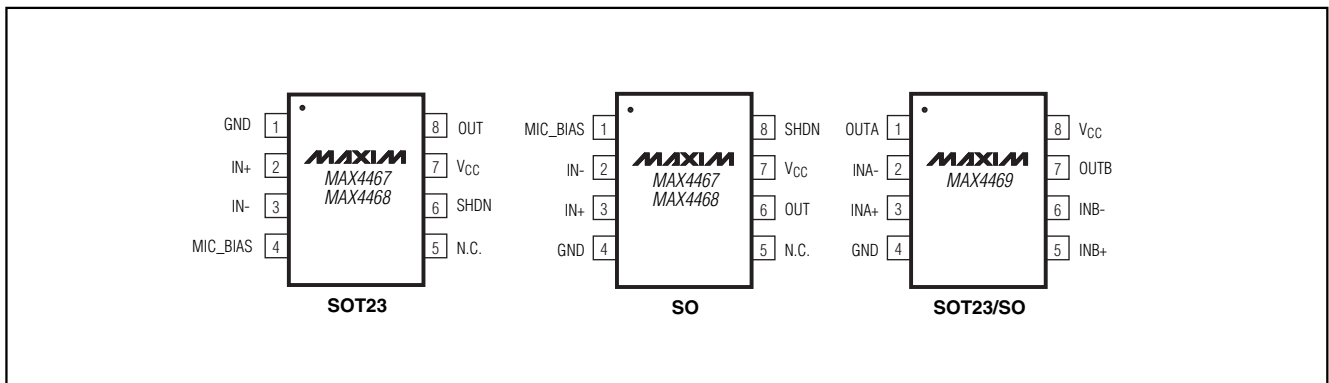 GND 1
IN+ 2
IN- 3
MIC_BIAS 4
MAXIM
MAX4467
MAX4468
8 OUT
7 VCC
6 SHDN
5 N.C.
SOT23
MIC_BIAS 1
IN- 2
IN+ 3
GND 4
MAXIM
MAX4467
MAX4468
8 SHDN
7 VCC
6 OUT
5 N.C.
SO
OUTA 1
INA- 2
INA+ 3
GND 4
MAXIM
MAX4469
8 VCC
7 OUTB
6 INB-
5 INB+
SOT23/SO